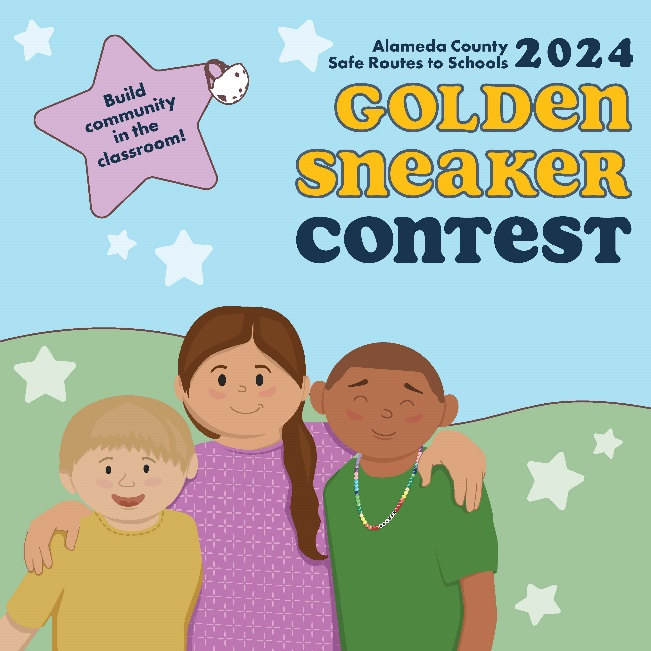 Build
community
in the
classroom!
Alameda County
Safe Routes to Schools 2024
GOLDen
SneaKER
CONTEST